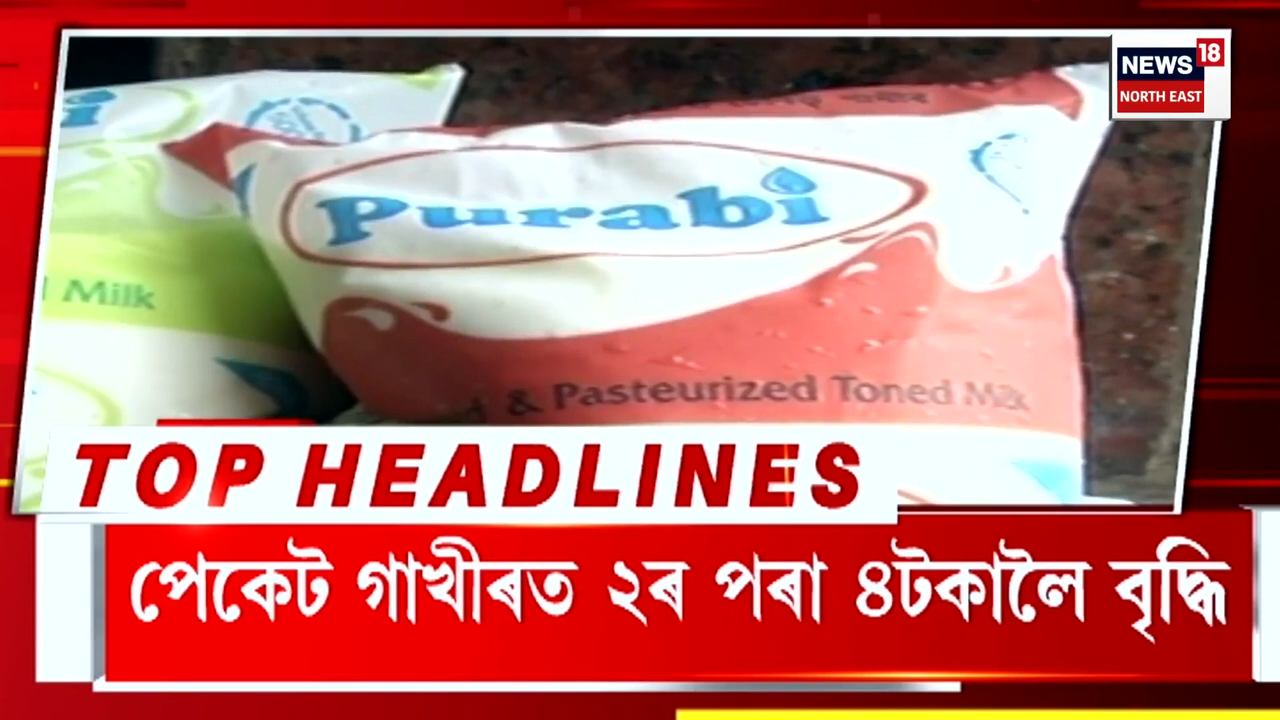 NEWS 18
NORTH EAST
Purabi
Milk
& Pasteurized Toned Milk
TOP HEADLINES
পেকেট গাখীৰত ২ৰ পৰা ৪টকালৈ বৃদ্ধি